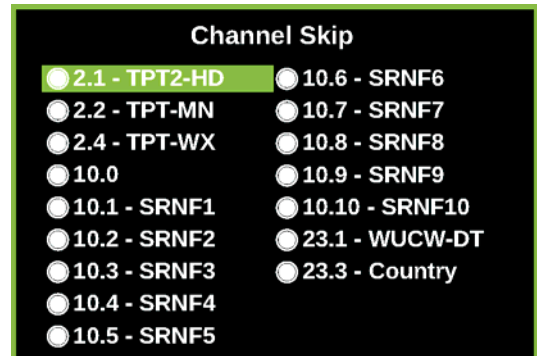 Channel Skip
2.1 - TPT2-HD
2.2 - TPT-MN
2.4 - TPT-WX
10.0
10.1 - SRNF1
10.2 - SRNF2
10.3 - SRNF3
10.4 - SRNF4
10.5 - SRNF5
10.6 - SRNF6
10.7 - SRNF7
10.8 - SRNF8
10.9 - SRNF9
10.10 - SRNF10
23.1 - WUCW-DT
23.3 - Country